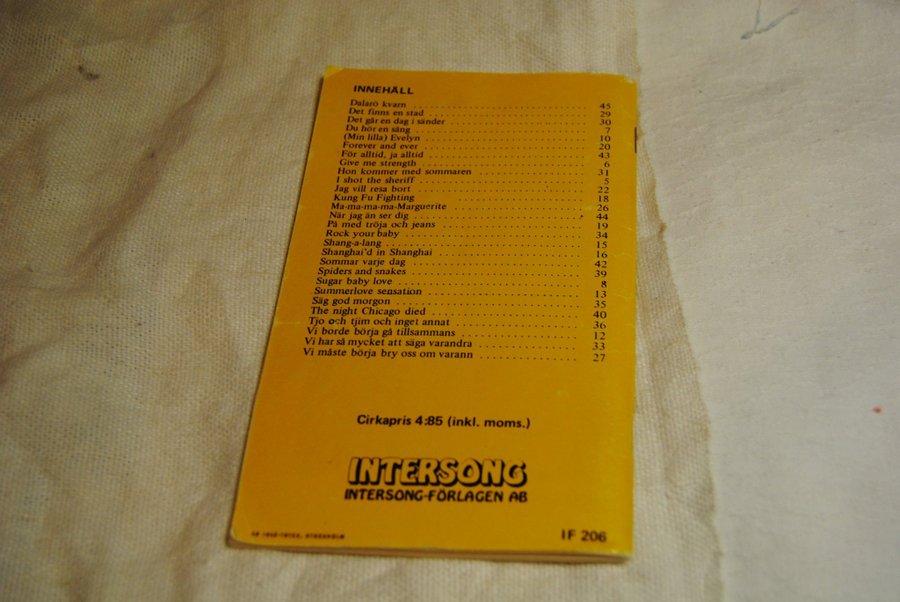 INNEHÅLL
Dalarö kvarn 45
Det finns en stad 29
Det går en dag i sänder 30
Du hör en sång 7
(Min lilla) Evelyn 10
Forever and ever 20
För alltid, ja alltid 43
Give me strength 6
Hon kommer med sommaren 31
I shot the sheriff 5
Jag vill resa bort 22
Kung Fu Fighting 18
Ma-ma-ma-ma-Marguerite 26
När jag än ser dig 44
På med tröja och jeans 19
Rock your baby 34
Shang-a-lang 15
Shanghai'd in Shanghai 16
Sommar varje dag 42
Spiders and snakes 39
Sugar baby love 8
Summerlove sensation 13
Säg god morgon 35
The night Chicago died 40
Tjo och tjim och inget annat 36
Vi borde börja gå tillsammans 12
Vi har så mycket att säga varandra 33
Vi måste börja bry oss om varann 27
Cirkapris 4:85 (inkl. moms.)
INTERSONG
INTERSONG-FÖRLAGEN AB
STOCKHOLM
IF 206